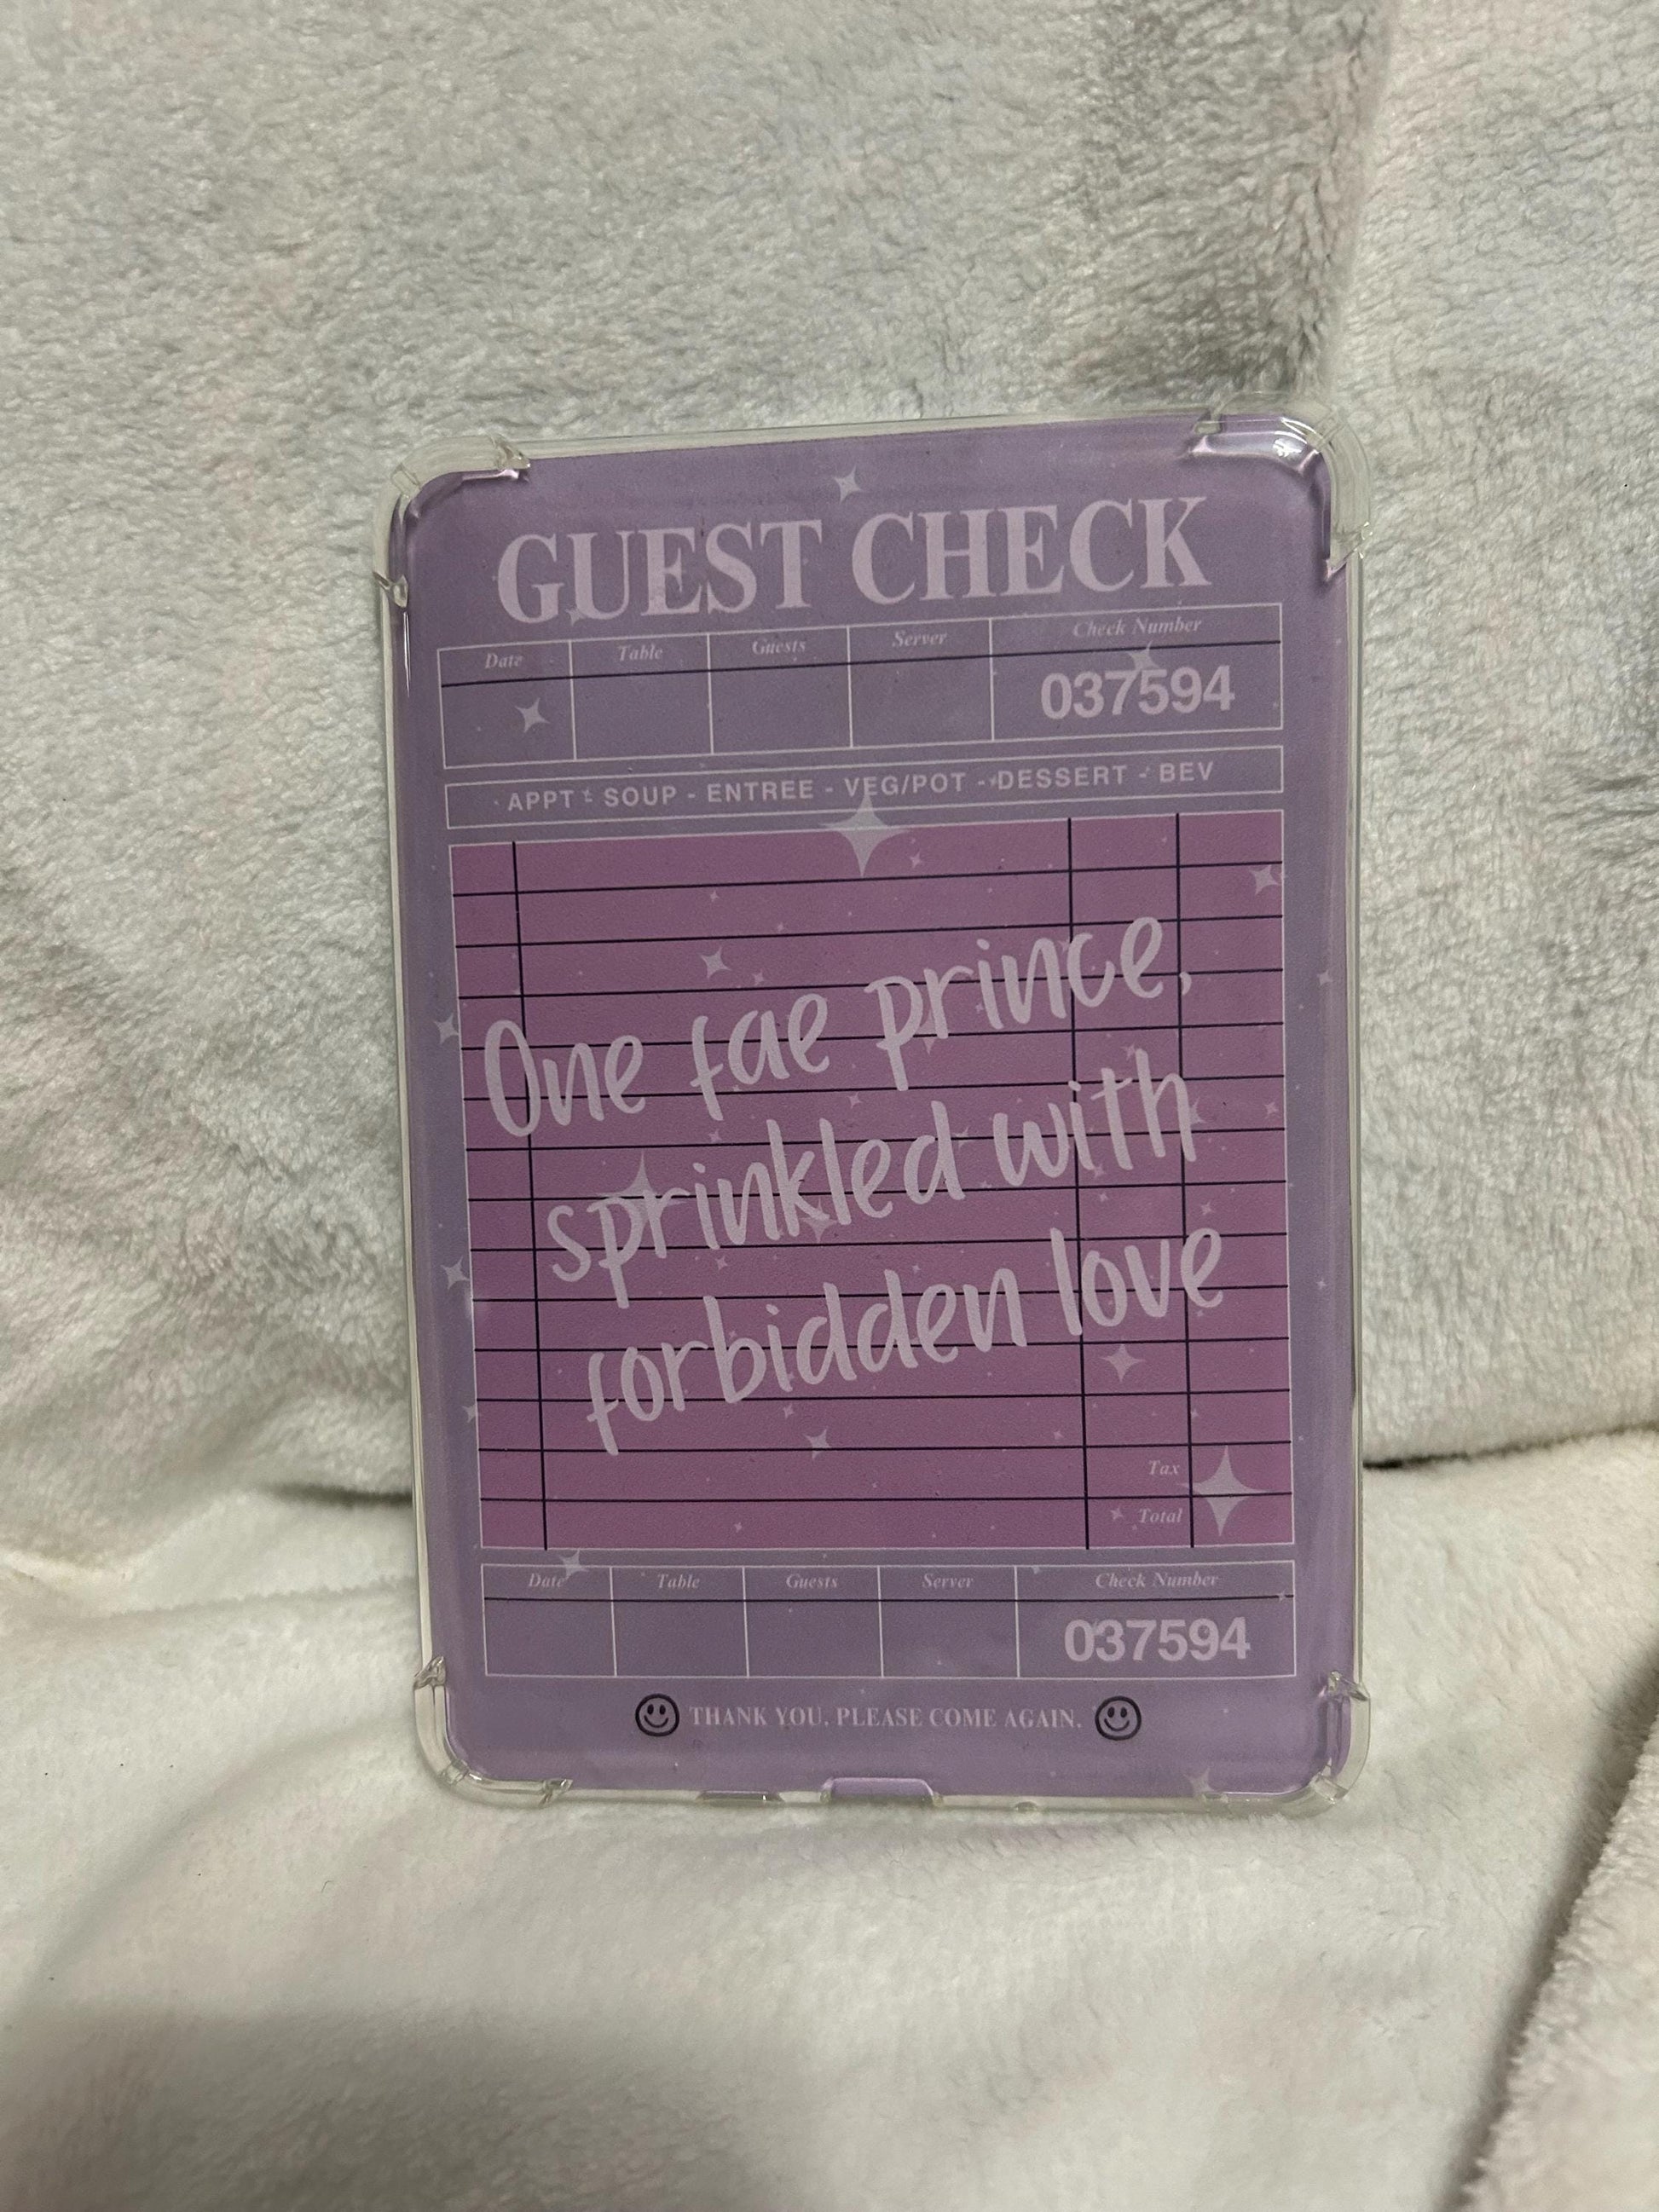 GUEST CHECK
Date Table Guests Server Check Number
037594
APPT - SOUP - ENTREE - VEG/POT - DESSERT - BEV
One fae prince,
sprinkled with
forbidden love
Tax
Total
Date Table Guests Server Check Number
037594
THANK YOU, PLEASE COME AGAIN.